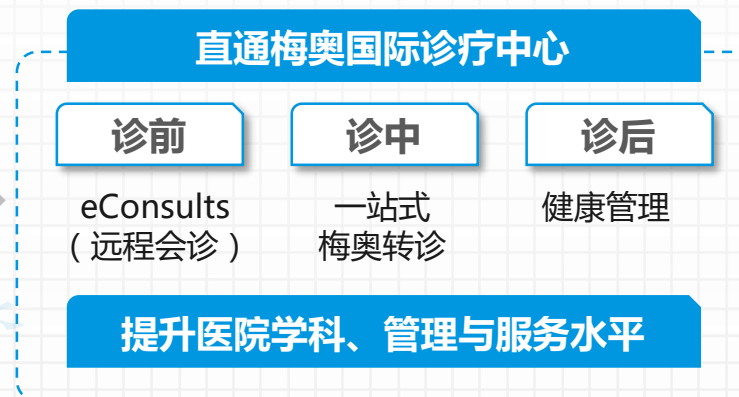 直通梅奥国际诊疗中心
诊前
诊中
诊后
eConsults
（远程会诊）
一站式
梅奥转诊
健康管理
提升医院学科、管理与服务水平